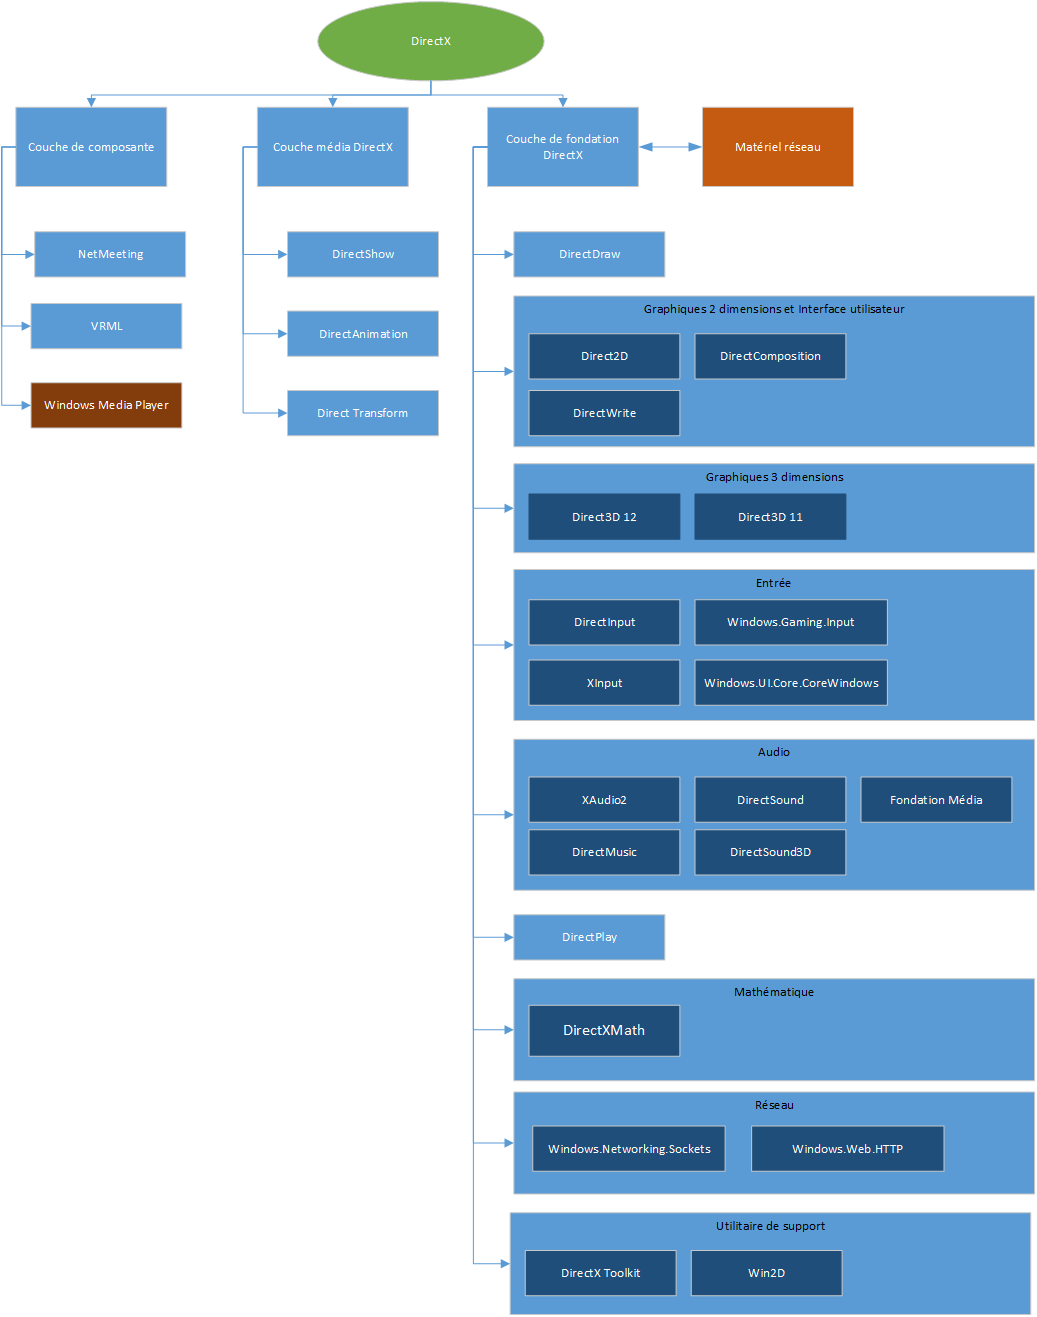 DirectX
Couche de composante
Couche média DirectX
Couche de fondation
DirectX
Matériel réseau
NetMeeting
VRML
Windows Media Player
DirectShow
DirectAnimation
Direct Transform
DirectDraw
Graphiques 2 dimensions et Interface utilisateur
Direct2D
DirectComposition
DirectWrite
Graphiques 3 dimensions
Direct3D 12
Direct3D 11
Entrée
DirectInput
Windows.Gaming.Input
XInput
Windows.UI.Core.CoreWindows
Audio
XAudio2
DirectSound
Fondation Média
DirectMusic
DirectSound3D
DirectPlay
Mathématique
DirectXMath
Réseau
Windows.Networking.Sockets
Windows.Web.HTTP
Utilitaire de support
DirectX Toolkit
Win2D